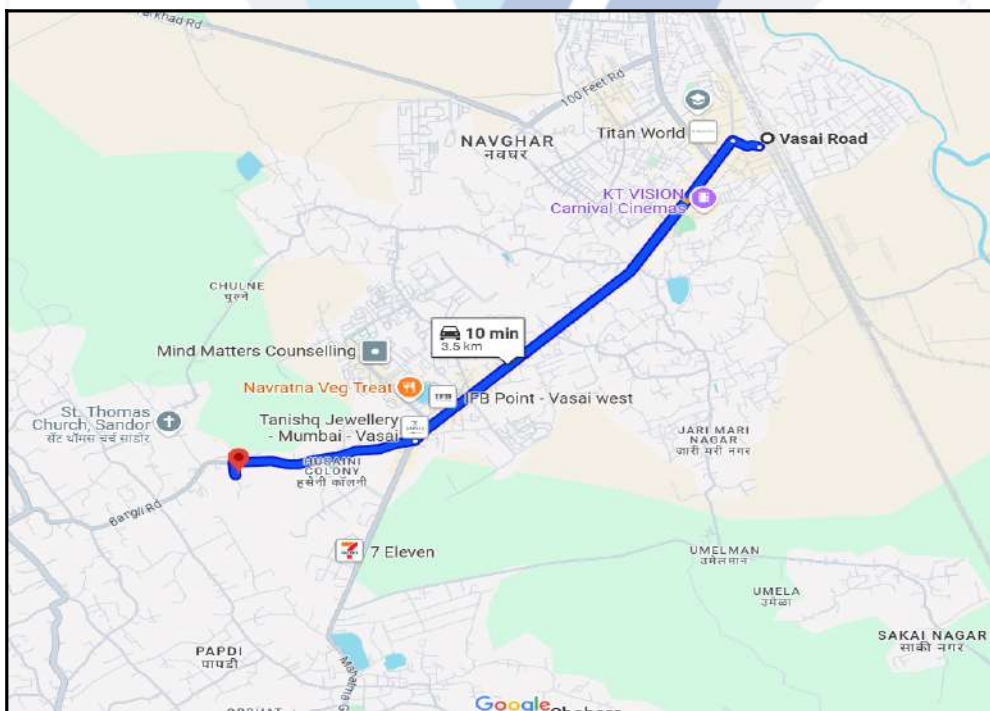 100 Feet Rd
Titan World
Vasai Road
NAVGHAR
नवघर
KT VISION
Carnival Cinemas
CHULNE
चुल्ने
10 min
3.5 km
Mind Matters Counselling
Navratna Veg Treat
IFB
IFB Point - Vasai west
Tanishq Jewellery
- Mumbai - Vasai
St. Thomas
Church, Sandor
सेंट थॉमस चर्च सांडोर
JARI MARI
NAGAR
जारी मरी नगर
HUSAINI
COLONY
हुसैनी कॉलनी
Bangli Rd
7 Eleven
UMELMAN
उमेलमान
UMELA
उमेळा
SAKAI NAGAR
साकी नगर
PAPDI
पापडी
Google